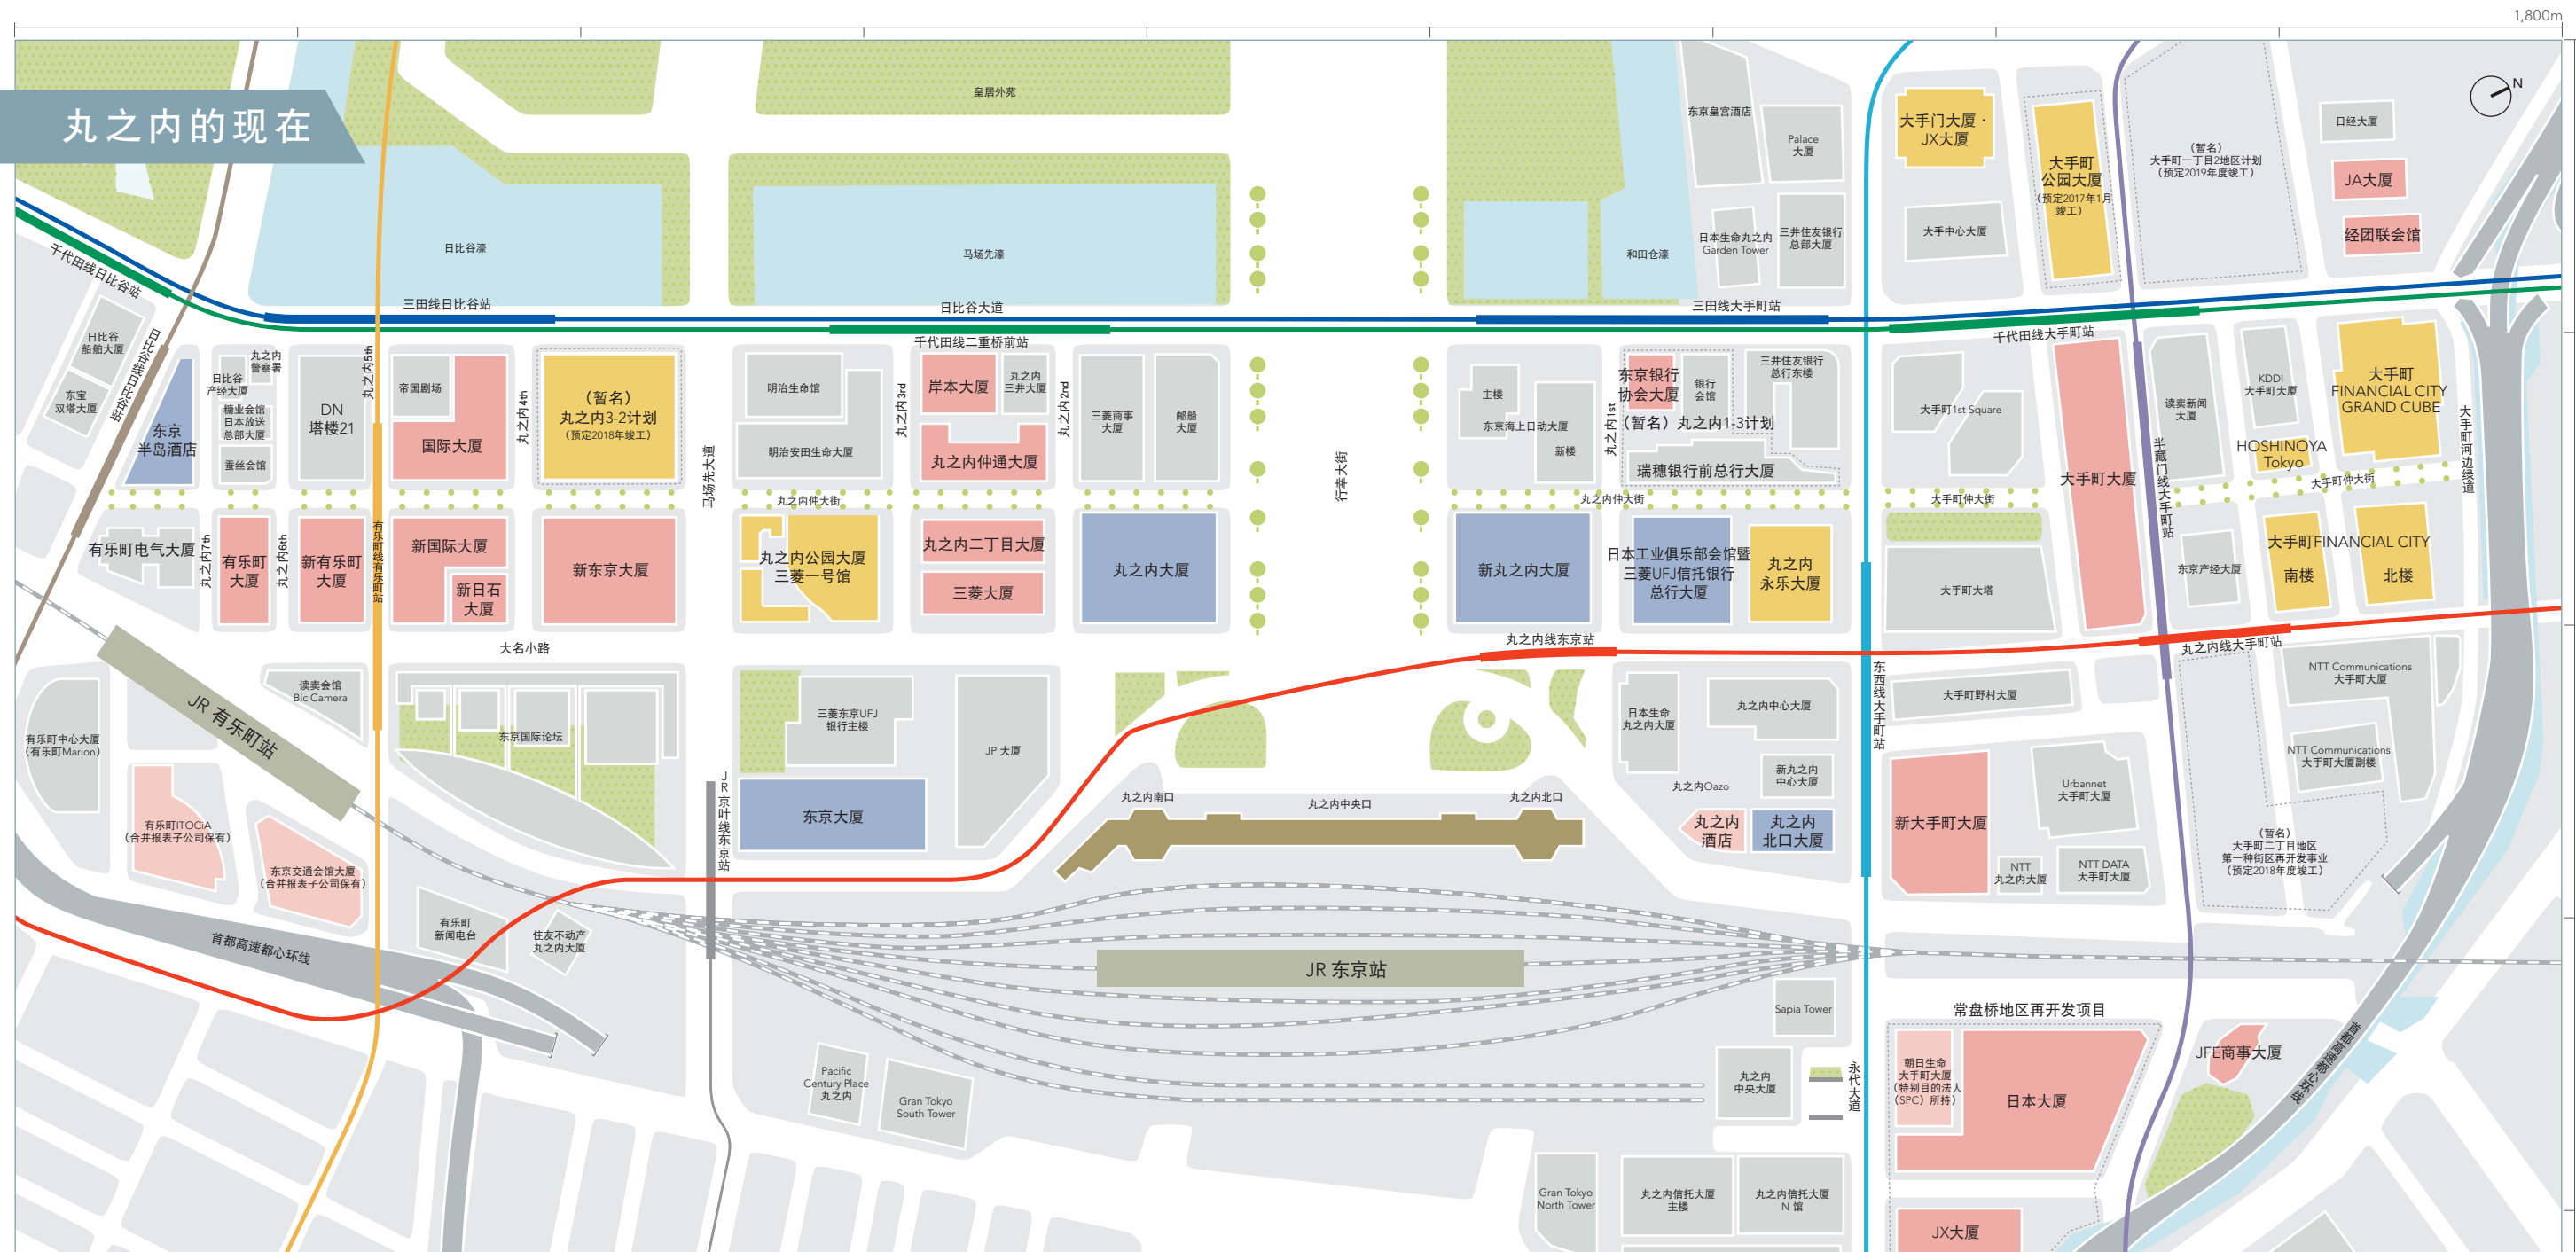 1,800m
丸之内的现在
N
皇居外苑
日比谷濠
马场先濠
和田仓濠
东京皇宫酒店
Palace
大厦
日本生命丸之内
Garden Tower
三井住友银行
总部大厦
大手门大厦・
JX大厦
大手中心大厦
大手町
公园大厦
(预定2017年1月
竣工)
(暂名)
大手町一丁目2地区计划
(预定2019年度竣工)
日经大厦
JA大厦
经团联会馆
千代田线日比谷站
三田线日比谷站
日比谷大道
三田线大手町站
千代田线二重桥前站
千代田线大手町站
日比谷线日比谷站
日比谷
船舶大厦
东宝
双塔大厦
东京
半岛酒店
日比谷
产经大厦
丸之内
警察署
糖业会馆
日本放送
总部大厦
蚕丝会馆
DN
塔楼21
丸之内5th
帝国剧场
国际大厦
丸之内4th
(暂名)
丸之内3-2计划
(预定2018年竣工)
马场先大道
明治生命馆
明治安田生命大厦
丸之内3rd
岸本大厦
丸之内
三井大厦
丸之内仲通大厦
丸之内2nd
三菱商事
大厦
邮船
大厦
行幸大街
主楼
东京海上日动大厦
新楼
丸之内1st
东京银行
协会大厦
银行
会馆
三井住友银行
总行东楼
(暂名)丸之内1-3计划
瑞穗银行前总行大厦
大手町1st Square
大手町大厦
半藏门线大手町站
读卖新闻
大厦
KDDI
大手町大厦
HOSHINOYA
Tokyo
大手町
FINANCIAL CITY
GRAND CUBE
大手町河边绿道
丸之内仲大街
丸之内仲大街
大手町仲大街
大手町仲大街
有乐町电气大厦
丸之内7th
有乐町
大厦
丸之内6th
新有乐町
大厦
有乐町线有乐町站
新国际大厦
新日石
大厦
新东京大厦
丸之内公园大厦
三菱一号馆
丸之内二丁目大厦
三菱大厦
丸之内大厦
新丸之内大厦
日本工业俱乐部会馆暨
三菱UFJ信托银行
总行大厦
丸之内
永乐大厦
大手町大塔
东京产经大厦
大手町FINANCIAL CITY
南楼
北楼
大名小路
丸之内线东京站
丸之内线大手町站
JR 有乐町站
读卖会馆
Bic Camera
有乐町中心大厦
(有乐町Marion)
有乐町ITOCiA
(合并报表子公司保有)
东京交通会馆大厦
(合并报表子公司保有)
东京国际论坛
JR京叶线东京站
三菱东京UFJ
银行主楼
JP 大厦
东京大厦
丸之内南口
丸之内中央口
丸之内北口
日本生命
丸之内大厦
丸之内中心大厦
新丸之内
中心大厦
丸之内Oazo
丸之内
酒店
丸之内
北口大厦
东西线大手町站
大手町野村大厦
新大手町大厦
Urbannet
大手町大厦
NTT
丸之内大厦
NTT DATA
大手町大厦
NTT Communications
大手町大厦
NTT Communications
大手町大厦副楼
(暂名)
大手町二丁目地区
第一种街区再开发事业
(预定2018年度竣工)
首都高速都心环线
有乐町
新闻电台
住友不动产
丸之内大厦
JR 东京站
Sapia Tower
丸之内
中央大厦
永代大道
Pacific
Century Place
丸之内
Gran Tokyo
South Tower
Gran Tokyo
North Tower
丸之内信托大厦
主楼
丸之内信托大厦
N 馆
常盘桥地区再开发项目
朝日生命
大手町大厦
(特别目的法人
(SPC)所持)
日本大厦
JX大厦
JFE商事大厦
首都高速都心环线